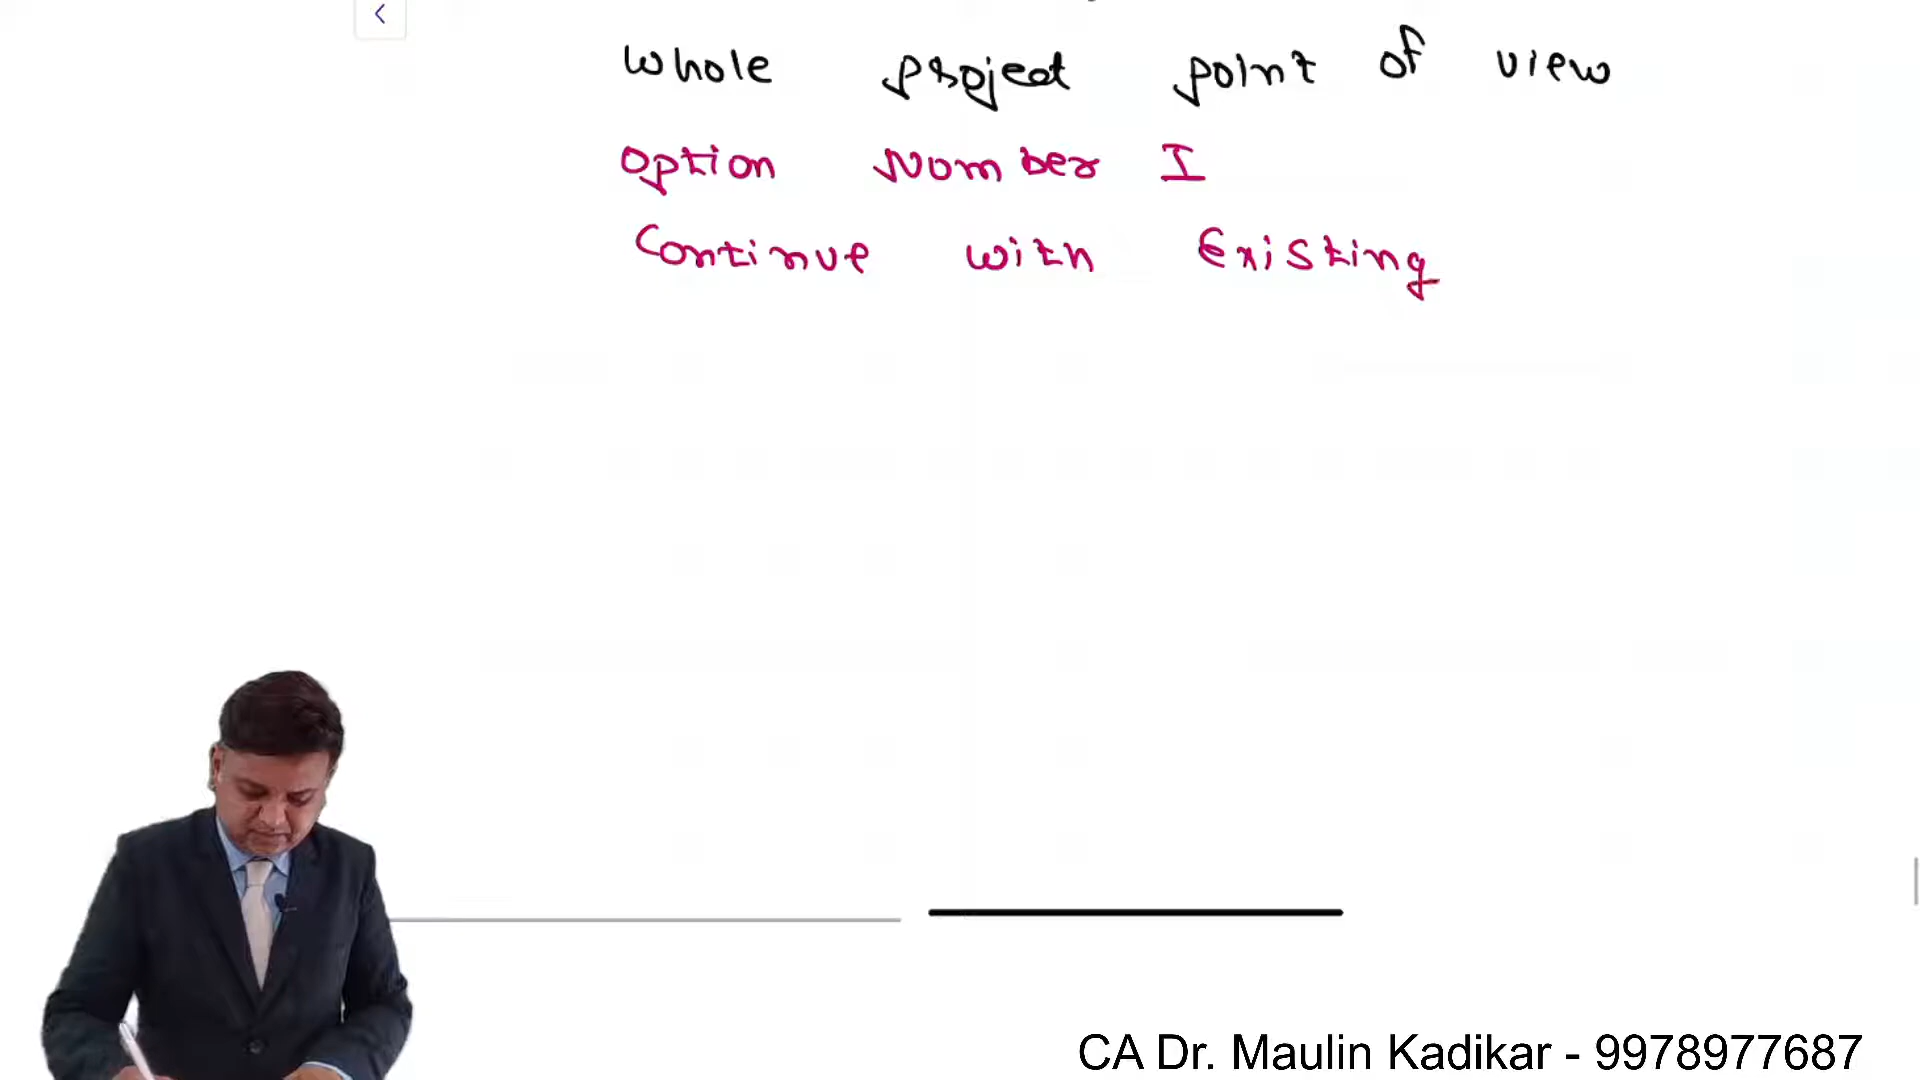 Whole project point of view
Option Number I
Continue with Existing
CA Dr. Maulin Kadikar - 9978977687